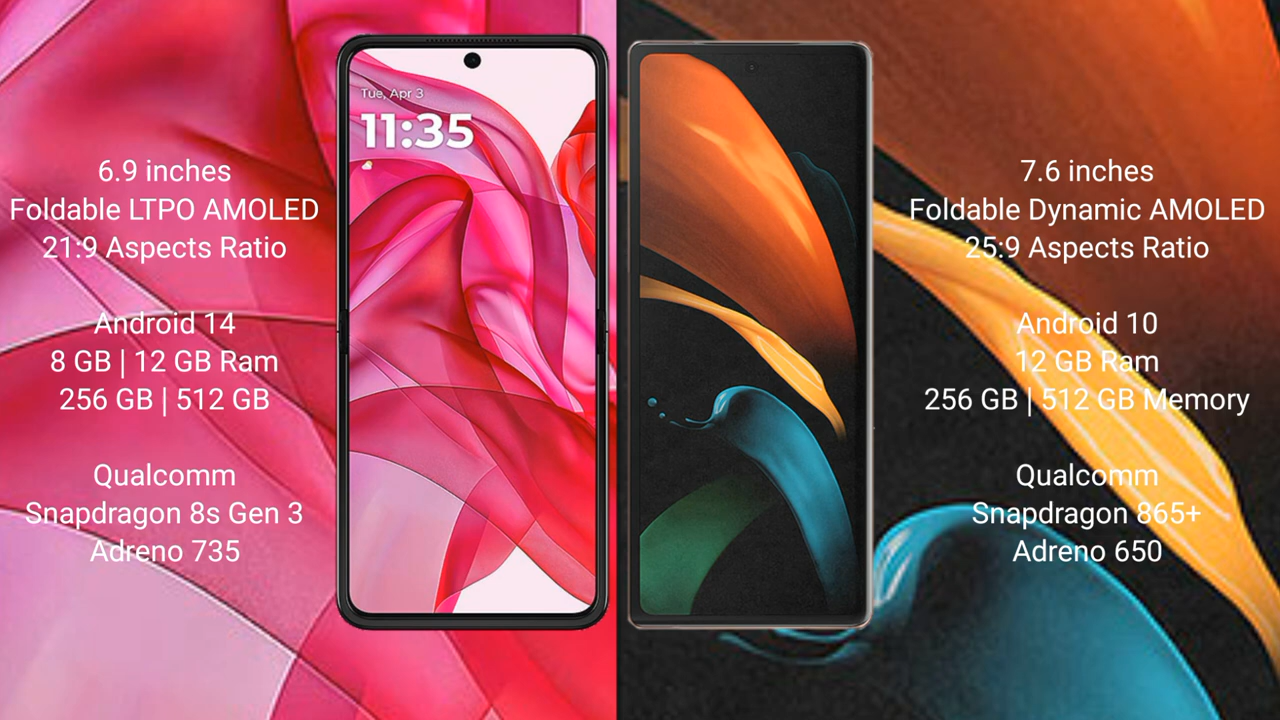 6.9 inches
Foldable LTPO AMOLED
21:9 Aspects Ratio
Android 14
8 GB | 12 GB Ram
256 GB | 512 GB
Qualcomm
Snapdragon 8s Gen 3
Adreno 735
Tue, Apr 3
11:35
7.6 inches
Foldable Dynamic AMOLED
25:9 Aspects Ratio
Android 10
12 GB Ram
256 GB | 512 GB Memory
Qualcomm
Snapdragon 865+
Adreno 650